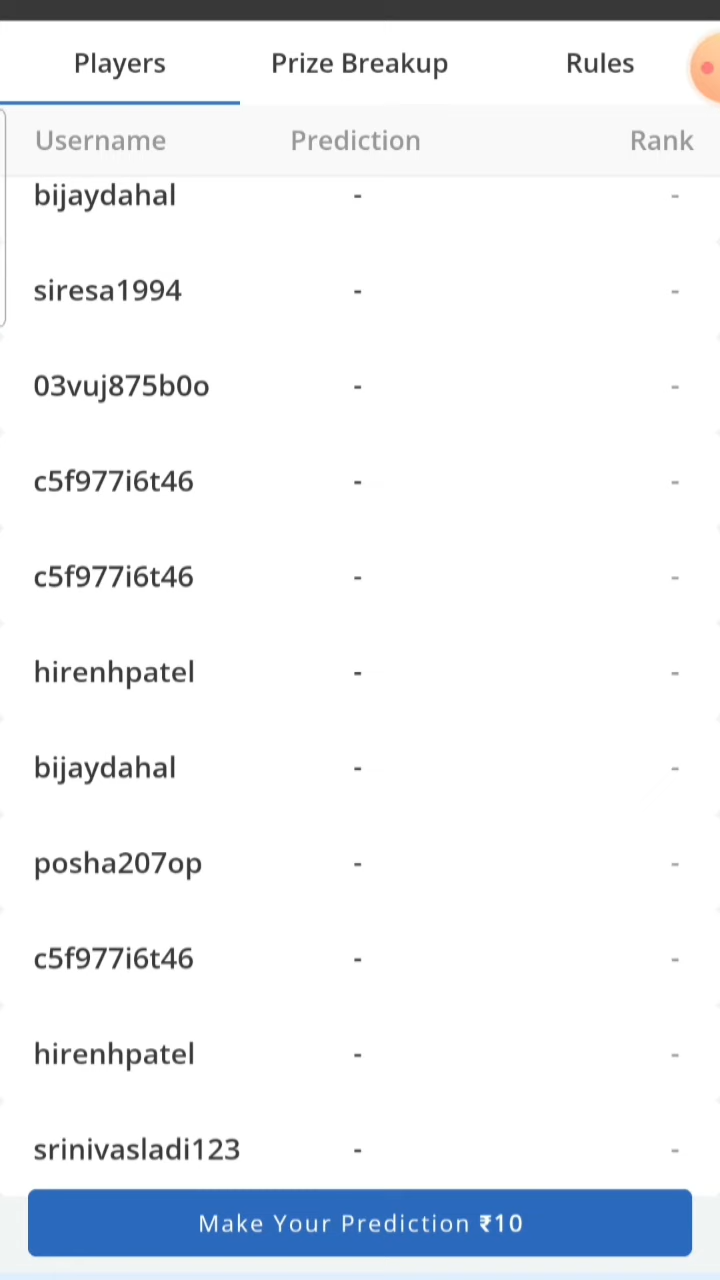 Players Prize Breakup Rules
Username Prediction Rank
bijaydahal - -
siresa1994 - -
03vuj875b0o - -
c5f977i6t46 - -
c5f977i6t46 - -
hirenhpatel - -
bijaydahal - -
posha207op - -
c5f977i6t46 - -
hirenhpatel - -
srinivasladi123 - -
Make Your Prediction ₹10